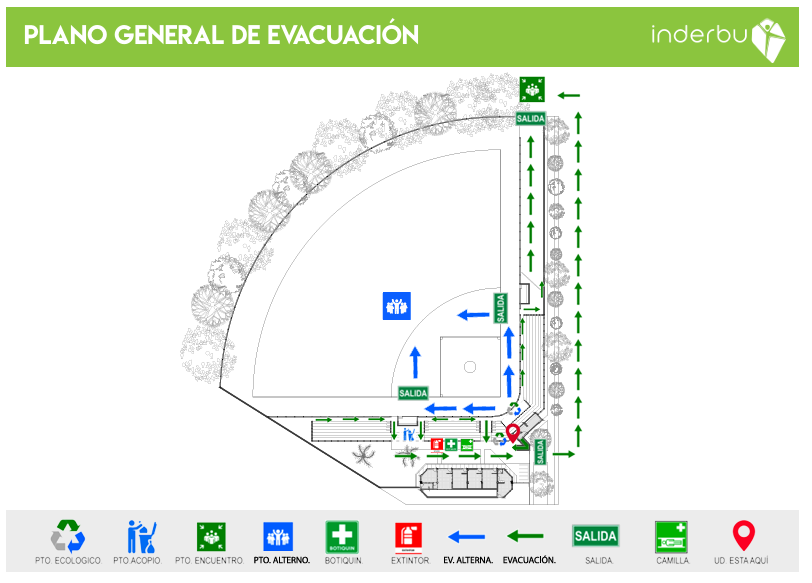 PLANO GENERAL DE EVACUACIÓN
inderbu
SALIDA
SALIDA
SALIDA
SALIDA
BOTIQUIN
PTO. ECOLOGICO.
PTO.ACOPIO.
PTO. ENCUENTRO.
PTO. ALTERNO.
BOTIQUIN
EXTINTOR.
EV. ALTERNA.
EVACUACIÓN.
SALIDA
SALIDA.
CAMILLA
UD. ESTA AQUÍ